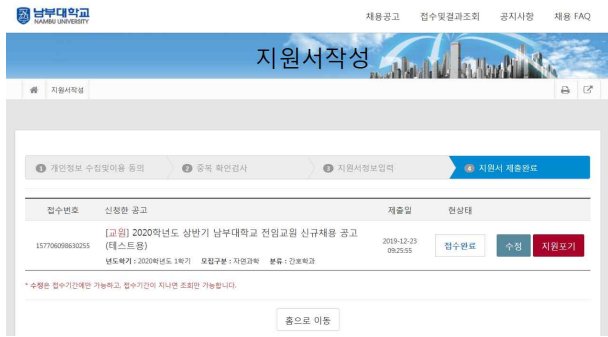 남부대학교
NAMBU UNIVERSITY
채용공고 접수및결과조회 공지사항 채용 FAQ
지원서작성
지원서작성
1 개인정보 수집및이용 동의 2 중복 확인검사 3 지원서정보입력 4 지원서 제출완료
접수번호 신청한 공고 제출일 현상태
157706098630255
[교원] 2020학년도 상반기 남부대학교 전임교원 신규채용 공고
(테스트용)
년도학기 : 2020학년도 1학기 모집구분 : 자연과학 분류 : 간호학과
2019-12-23
09:25:55
접수완료 수정 지원포기
* 수정은 접수기간에만 가능하고, 접수기간이 지나면 조회만 가능합니다.
홈으로 이동